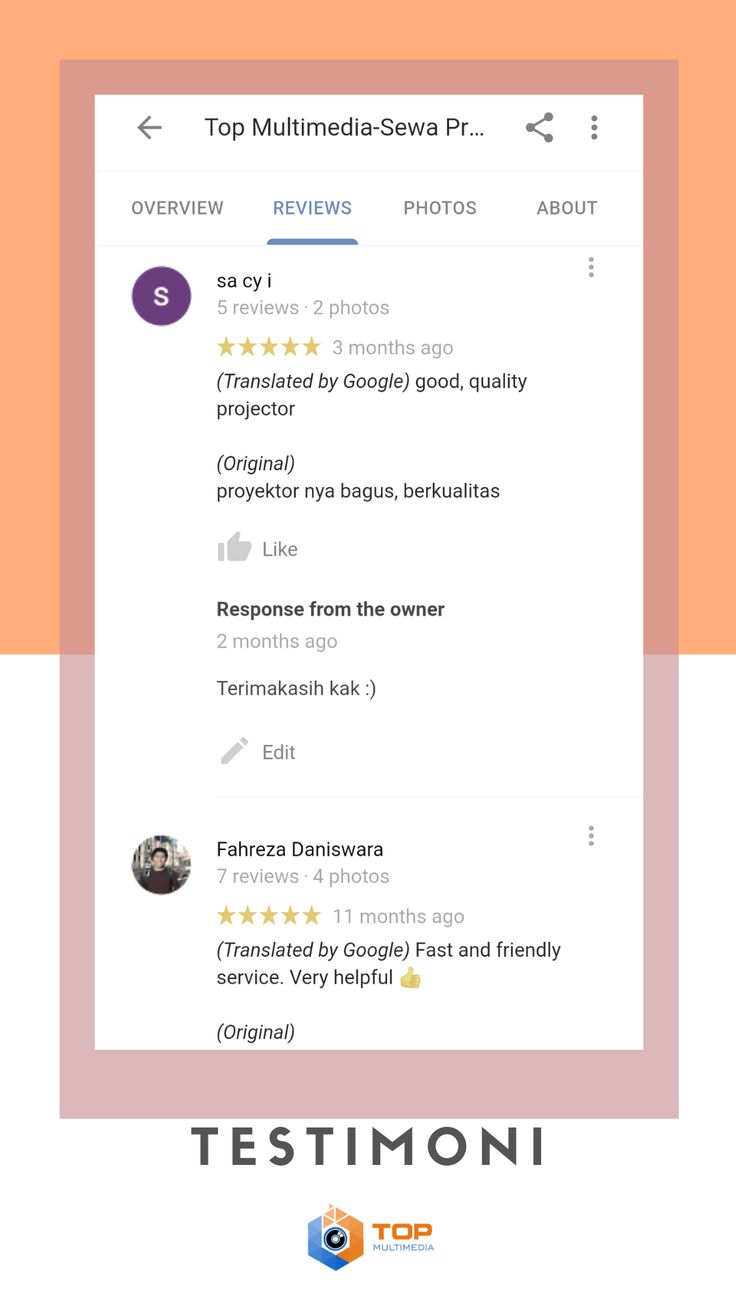 Top Multimedia-Sewa Pr...
OVERVIEW REVIEWS PHOTOS ABOUT
S
sa cy i
5 reviews · 2 photos
3 months ago
(Translated by Google) good, quality
projector
(Original)
proyektor nya bagus, berkualitas
Like
Response from the owner
2 months ago
Terimakasih kak :)
Edit
Fahreza Daniswara
7 reviews · 4 photos
11 months ago
(Translated by Google) Fast and friendly
service. Very helpful 👍
(Original)
TESTIMONI
TOP
MULTIMEDIA